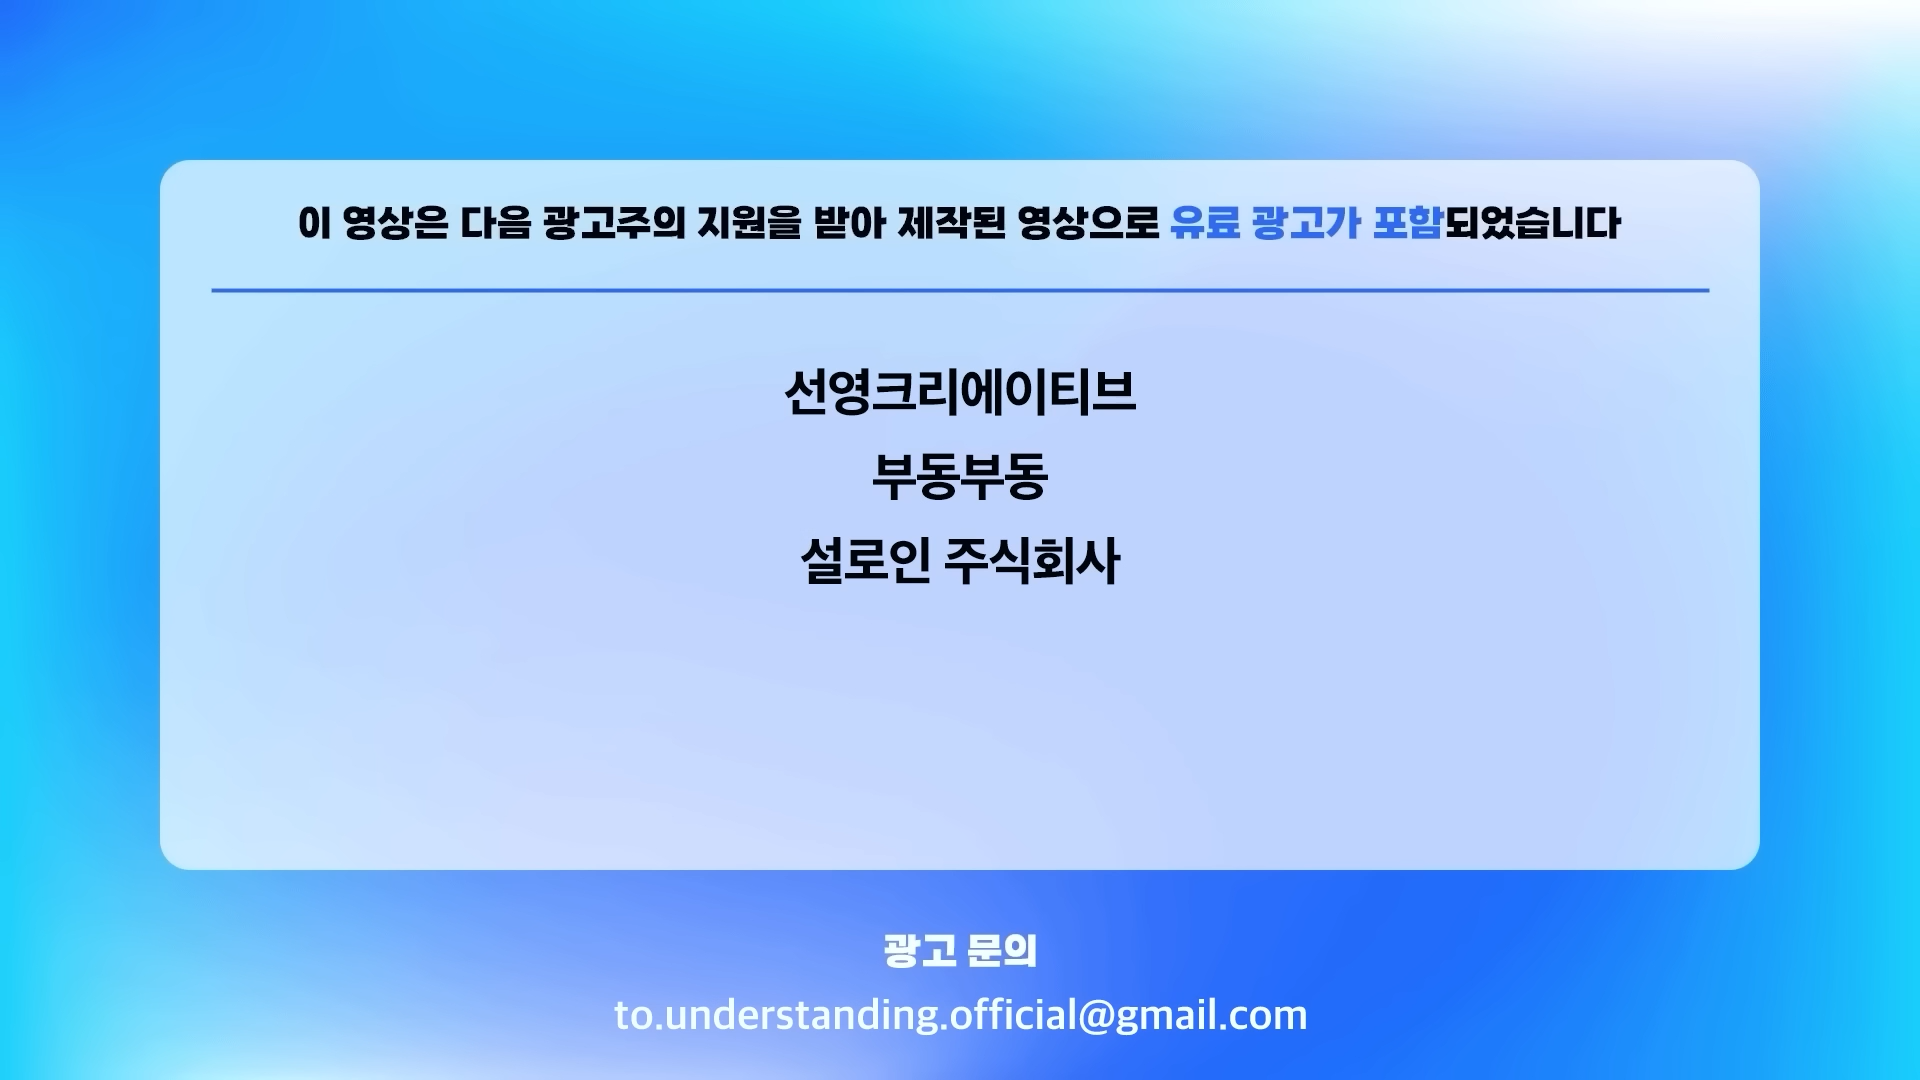 이 영상은 다음 광고주의 지원을 받아 제작된 영상으로 유료 광고가 포함되었습니다
선영크리에이티브
부동부동
설로인 주식회사
광고 문의
to.understanding.official@gmail.com